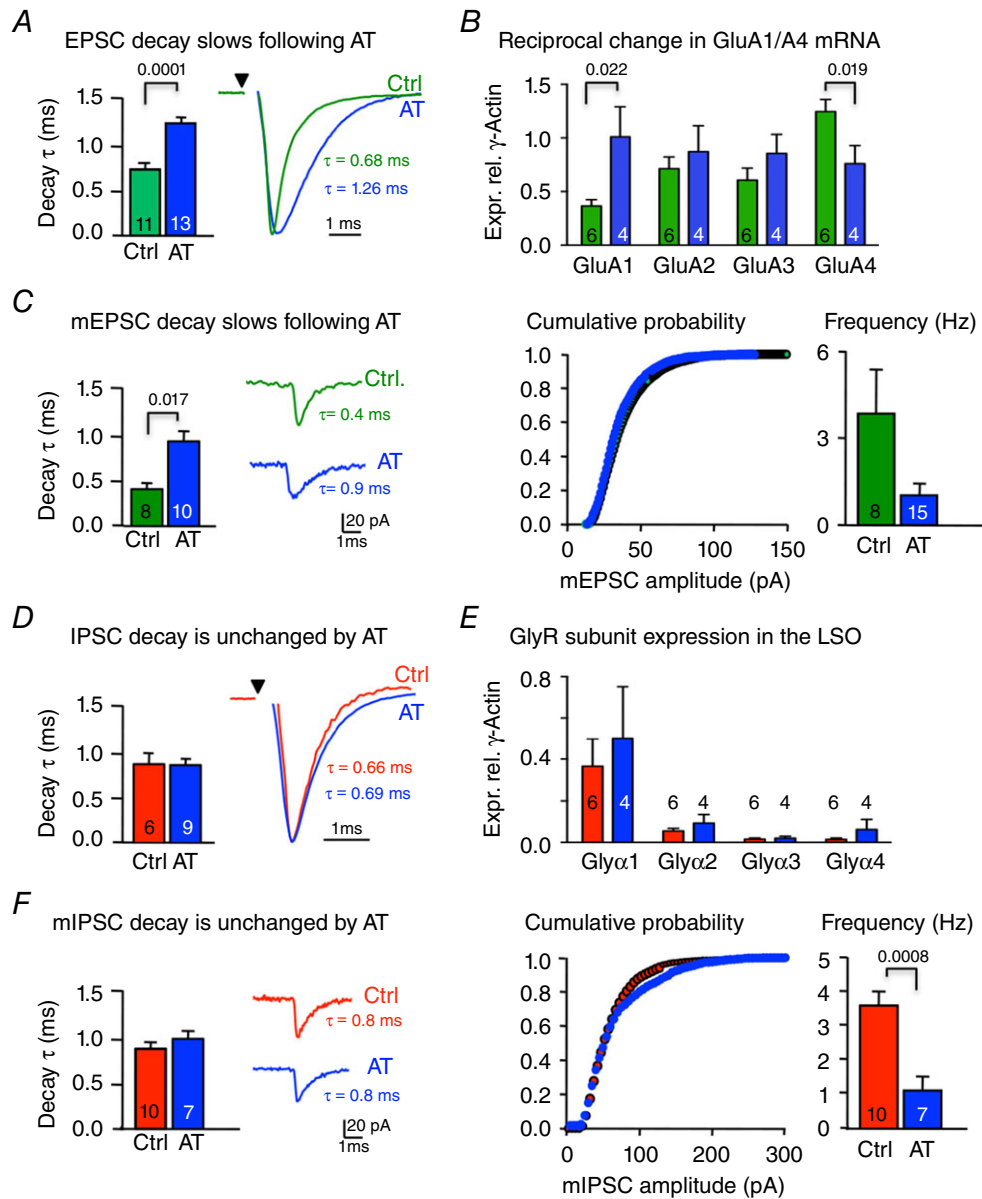 A
EPSC decay slows following AT
0.0001
Decay τ (ms)
1.5
1.0
0.5
0.0
11
13
Ctrl
AT
Ctrl
AT
τ = 0.68 ms
τ = 1.26 ms
1 ms
B
Reciprocal change in GluA1/A4 mRNA
0.022
0.019
Expr. rel. γ-Actin
1.5
1.0
0.5
0.0
6 4 6 4 6 4 6 4
GluA1 GluA2 GluA3 GluA4
C
mEPSC decay slows following AT
0.017
Decay τ (ms)
1.5
1.0
0.5
0.0
8
10
Ctrl AT
Ctrl.
τ= 0.4 ms
AT
τ= 0.9 ms
20 pA
1ms
Cumulative probability
1.0
0.8
0.6
0.4
0.2
0.0
0 50 100 150
mEPSC amplitude (pA)
Frequency (Hz)
6
3
0
8
15
Ctrl AT
D
IPSC decay is unchanged by AT
Decay τ (ms)
1.5
1.0
0.5
0.0
6
9
Ctrl AT
Ctrl
AT
τ = 0.66 ms
τ = 0.69 ms
1ms
E
GlyR subunit expression in the LSO
Expr. rel. γ-Actin
0.8
0.4
0.0
6 4 6 4 6 4 6 4
Glyα1 Glyα2 Glyα3 Glyα4
F
mIPSC decay is unchanged by AT
Decay τ (ms)
1.5
1.0
0.5
0.0
10
7
Ctrl AT
Ctrl
τ = 0.8 ms
AT
τ = 0.8 ms
20 pA
1ms
Cumulative probability
1.0
0.8
0.6
0.4
0.2
0.0
0 100 200 300
mIPSC amplitude (pA)
Frequency (Hz)
0.0008
5
4
3
2
1
0
10
7
Ctrl AT